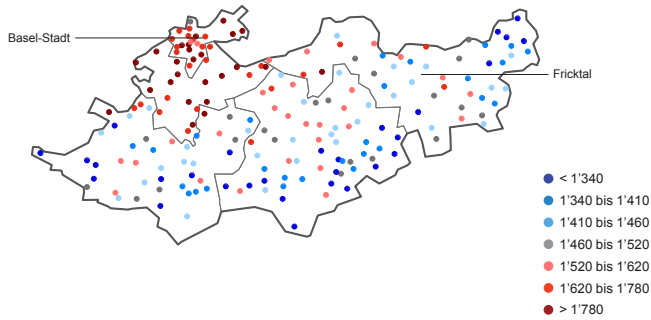 Basel-Stadt
Fricktal
< 1'340
1'340 bis 1'410
1'410 bis 1'460
1'460 bis 1'520
1'520 bis 1'620
1'620 bis 1'780
> 1'780